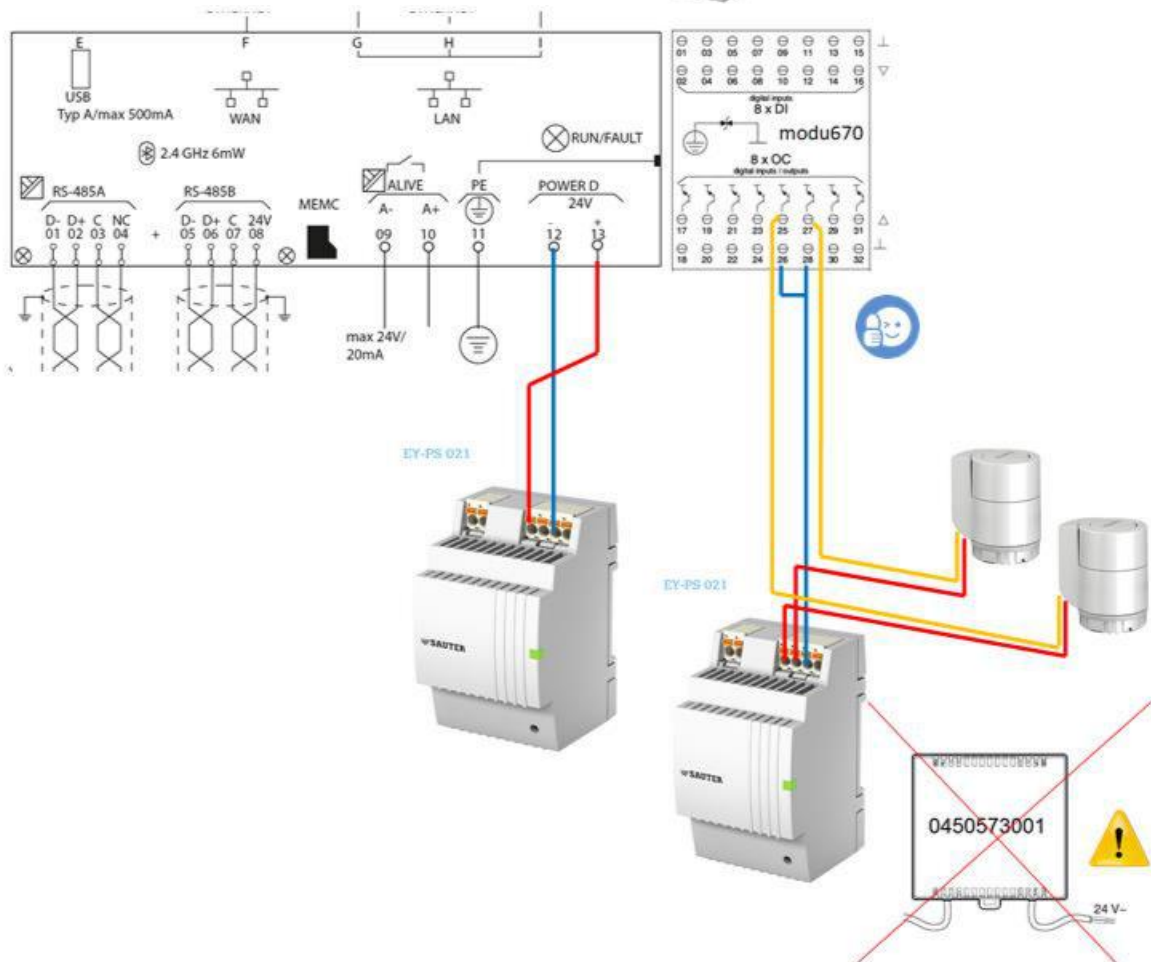 E
F
G
H
I
USB
Typ A/max 500mA
WAN
LAN
2.4 GHz 6mW
RUN/FAULT
RS-485A
RS-485B
MEMC
ALIVE
PE
POWER D
24V
D- D+ C NC
01 02 03 04
+
D- D+ C 24V
05 06 07 08
A- A+
09 10 11
- +
12 13
max 24V/
20mA
01 03 05 07 09 11 13 15
02 04 06 08 10 12 14 16
digital inputs
8 x DI
modu670
8 x OC
digital inputs / outputs
17 19 21 23 25 27 29 31
18 20 22 24 26 28 30 32
EY-PS 021
SAUTER
EY-PS 021
SAUTER
0450573001
24 V~